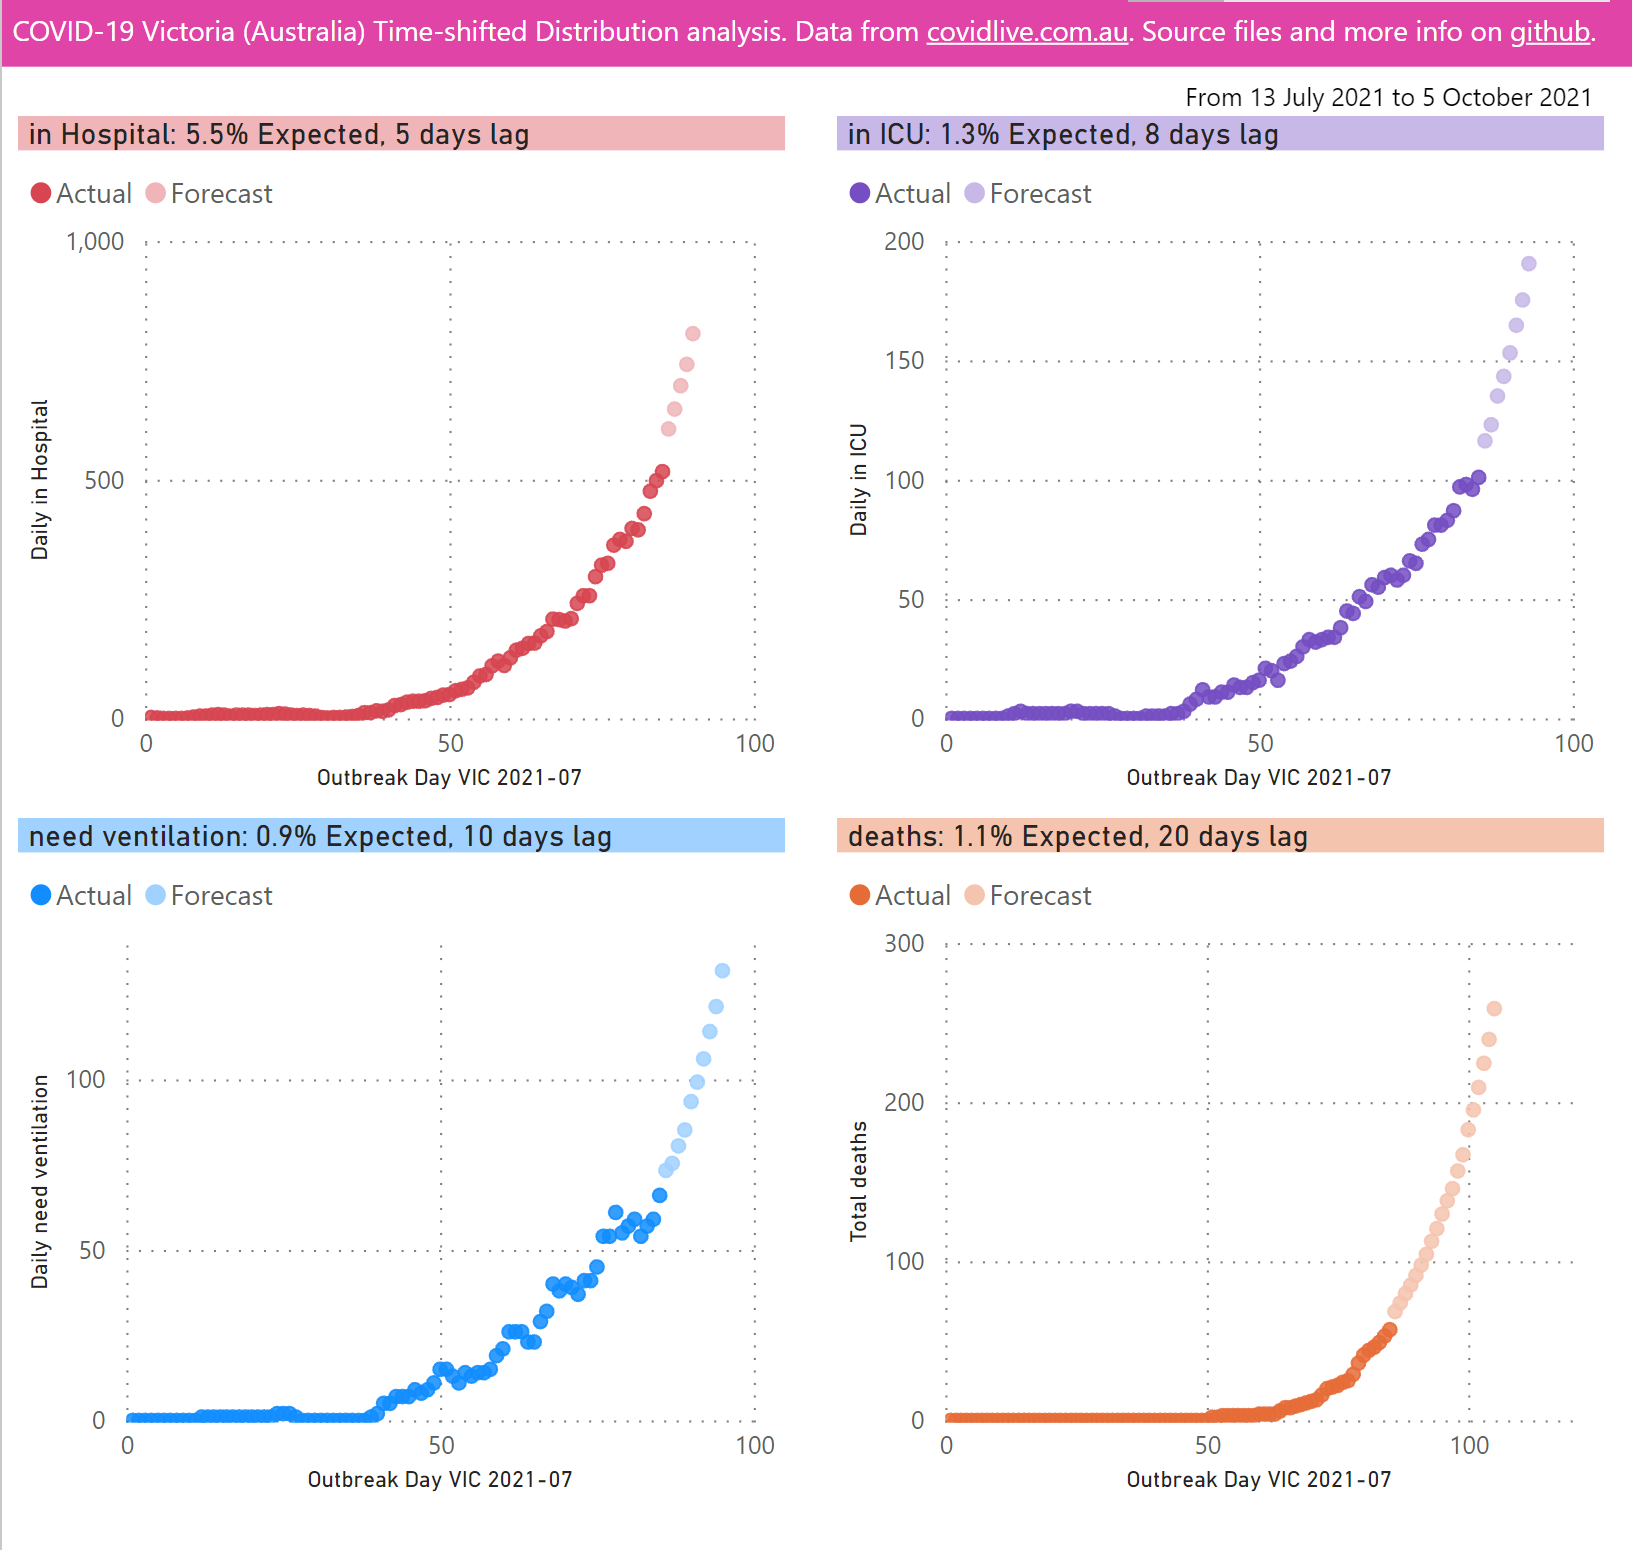 COVID-19 Victoria (Australia) Time-shifted Distribution analysis. Data from covidlive.com.au. Source files and more info on github.
From 13 July 2021 to 5 October 2021
in Hospital: 5.5% Expected, 5 days lag
Actual Forecast
1,000
500
0
Daily in Hospital
0 50 100
Outbreak Day VIC 2021-07
in ICU: 1.3% Expected, 8 days lag
Actual Forecast
200
150
100
50
0
Daily in ICU
0 50 100
Outbreak Day VIC 2021-07
need ventilation: 0.9% Expected, 10 days lag
Actual Forecast
100
50
0
Daily need ventilation
0 50 100
Outbreak Day VIC 2021-07
deaths: 1.1% Expected, 20 days lag
Actual Forecast
300
200
100
0
Total deaths
0 50 100
Outbreak Day VIC 2021-07